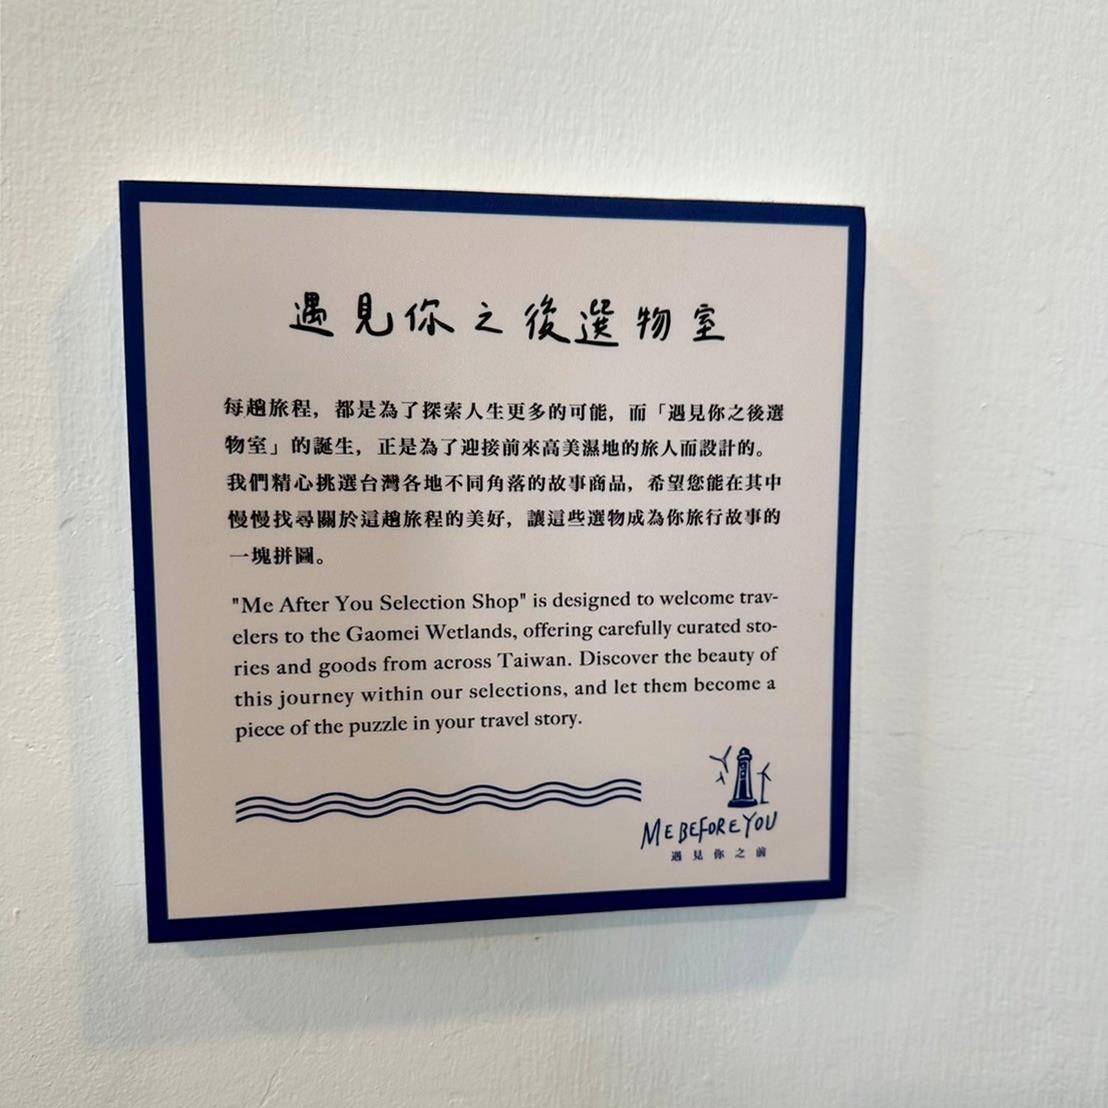 遇見你之後選物室
每趟旅程，都是為了探索人生更多的可能，而「遇見你之後選
物室」的誕生，正是為了迎接前來高美濕地的旅人而設計的。
我們精心挑選台灣各地不同角落的故事商品，希望您能在其中
慢慢找尋關於這趟旅程的美好，讓這些選物成為你旅行故事的
一塊拼圖。
"Me After You Selection Shop" is designed to welcome trav-
elers to the Gaomei Wetlands, offering carefully curated sto-
ries and goods from across Taiwan. Discover the beauty of
this journey within our selections, and let them become a
piece of the puzzle in your travel story.
ME BEFORE YOU
遇見你之前